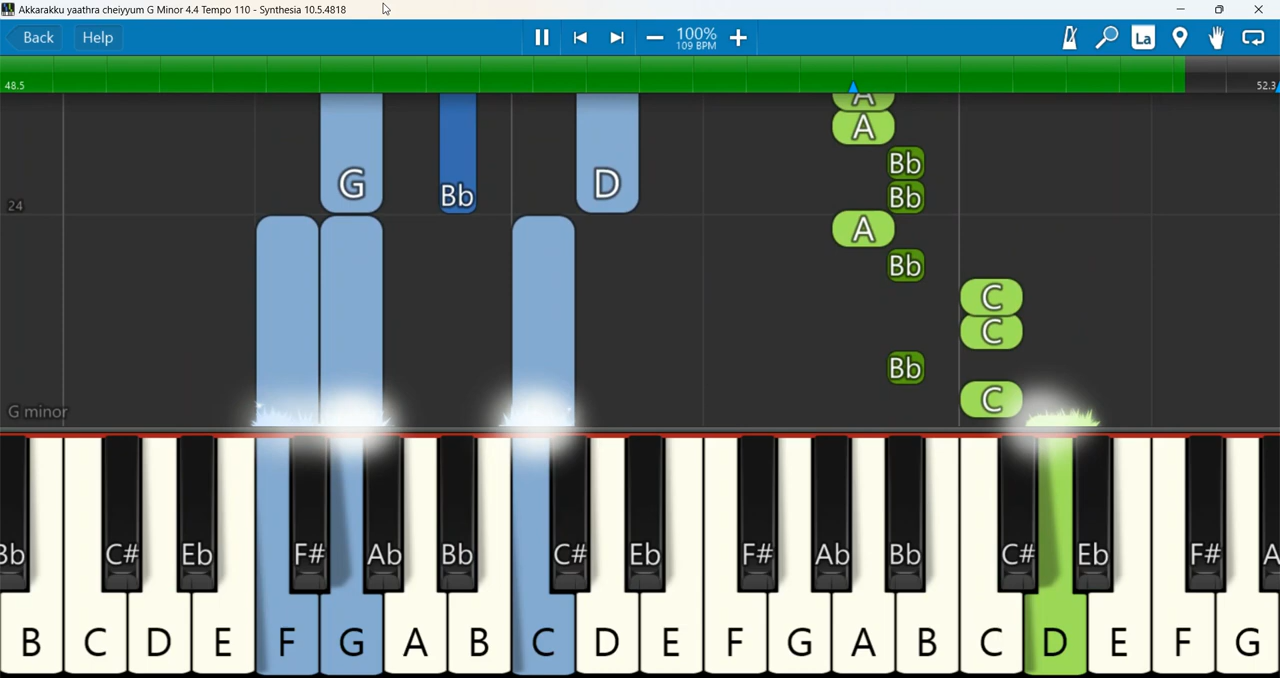 Akkarakku yaathra cheiyyum G Minor 4.4 Tempo 110 - Synthesia 10.5.4818
Back Help 100% La
109 BPM
48.5 52.3
A
A
Bb
G Bb D Bb
24
A
Bb
C
C
Bb
C
G minor
Bb C# Eb F# Ab Bb C# Eb F# Ab Bb C# Eb F# A
B C D E F G A B C D E F G A B C D E F G